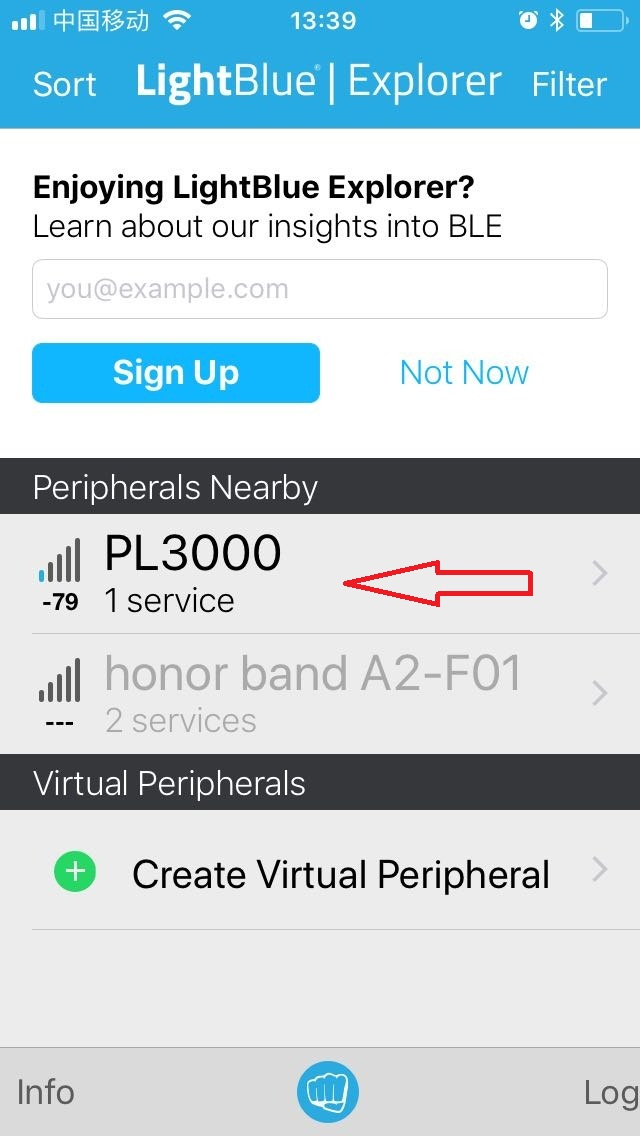 中国移动 13:39
Sort LightBlue® | Explorer Filter
Enjoying LightBlue Explorer?
Learn about our insights into BLE
you@example.com
Sign Up Not Now
Peripherals Nearby
PL3000
-79 1 service
honor band A2-F01
--- 2 services
Virtual Peripherals
Create Virtual Peripheral
Info Log